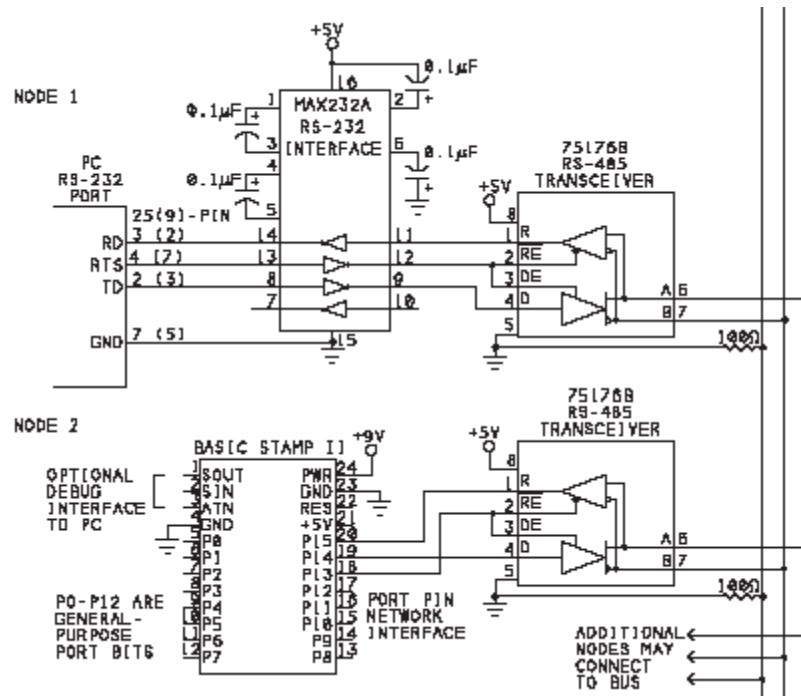 NODE 1
+5V
0.1µF
16
1
MAX232A
RS-232
INTERFACE
2
0.1µF
3
6
0.1µF
4
0.1µF
5
PC
RS-232
PORT
25(9)-PIN
RD 3 (2) 14 11
RTS 4 (7) 13 12
TD 2 (3) 8 9
7 10
GND 7 (5) 15
75176B
RS-485
TRANSCEIVER
+5V
8
1 R
2 RE
3 DE
4 D
5
A 6
B 7
100Ω
NODE 2
BASIC STAMP II
+9V
OPTIONAL
DEBUG
INTERFACE
TO PC
1 SOUT PWR 24
2 SIN GND 23
3 ATN RES 22
4 GND +5V 21
5 P0 P15 20
6 P1 P14 19
7 P2 P13 18
8 P3 P12 17
9 P4 P11 16
10 P5 P10 15
11 P6 P9 14
12 P7 P8 13
P0-P12 ARE
GENERAL-
PURPOSE
PORT BITS
PORT PIN
NETWORK
INTERFACE
75176B
RS-485
TRANSCEIVER
+5V
8
1 R
2 RE
3 DE
4 D
5
A 6
B 7
100Ω
ADDITIONAL
NODES MAY
CONNECT
TO BUS